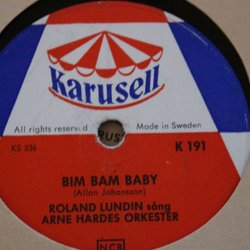 Karusell
All rights reserv d
Made in Sweden
KS 336
K 191
BIM BAM BABY
(Allan Johansson)
ROLAND LUNDIN sång
ARNE HARDES ORKESTER
NCB